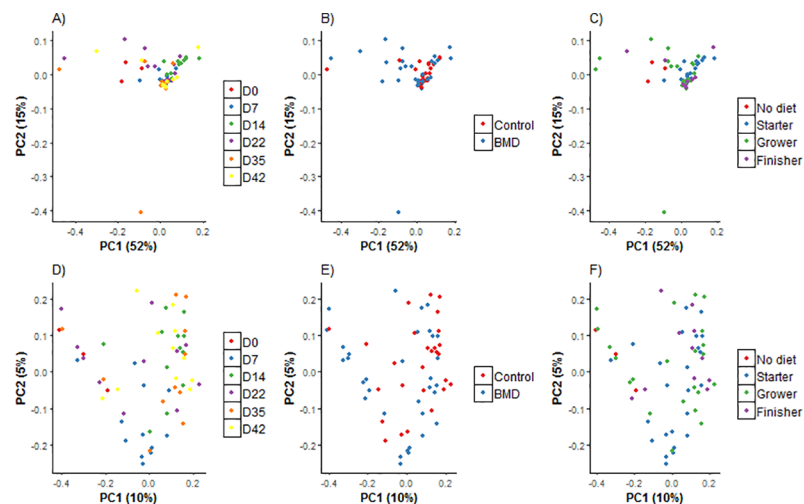 A)
B)
C)
0.1
0.0
-0.1
-0.2
-0.3
-0.4
PC2 (15%)
-0.4
-0.2
0.0
0.2
PC1 (52%)
D0
D7
D14
D22
D35
D42
0.1
0.0
-0.1
-0.2
-0.3
-0.4
PC2 (15%)
-0.4
-0.2
0.0
0.2
PC1 (52%)
Control
BMD
0.1
0.0
-0.1
-0.2
-0.3
-0.4
PC2 (15%)
-0.4
-0.2
0.0
0.2
PC1 (52%)
No diet
Starter
Grower
Finisher
D)
E)
F)
0.2
0.1
0.0
-0.1
-0.2
PC2 (5%)
-0.4
-0.2
0.0
0.2
PC1 (10%)
D0
D7
D14
D22
D35
D42
0.2
0.1
0.0
-0.1
-0.2
PC2 (5%)
-0.4
-0.2
0.0
0.2
PC1 (10%)
Control
BMD
0.2
0.1
0.0
-0.1
-0.2
PC2 (5%)
-0.4
-0.2
0.0
0.2
PC1 (10%)
No diet
Starter
Grower
Finisher